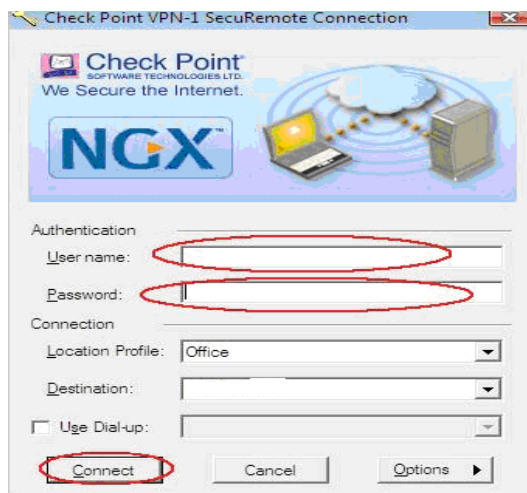 Check Point VPN-1 SecuRemote Connection
Check Point
SOFTWARE TECHNOLOGIES LTD.
We Secure the Internet.
NGX™
Authentication
User name:
Password:
Connection
Location Profile: Office
Destination:
Use Dial-up:
Connect Cancel Options